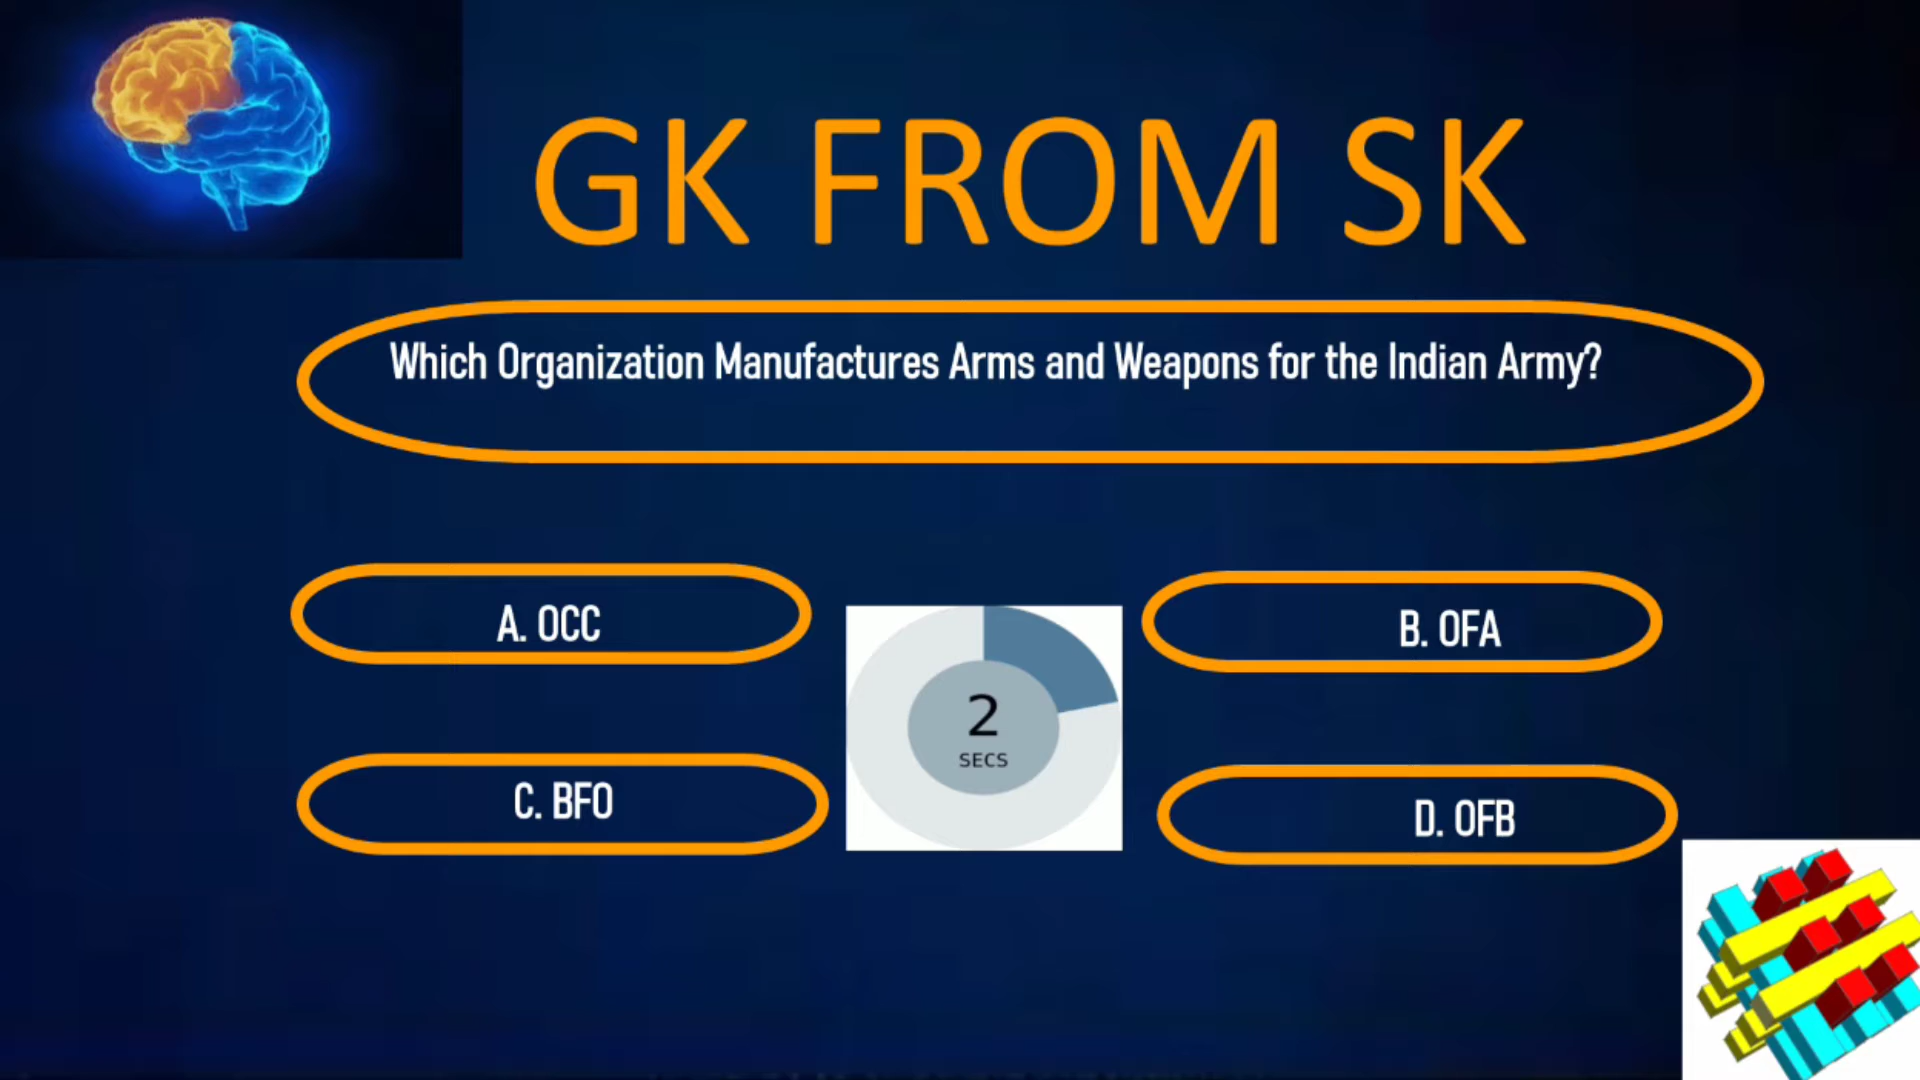 GK FROM SK
Which Organization Manufactures Arms and Weapons for the Indian Army?
A. OCC
B. OFA
2
SECS
C. BFO
D. OFB